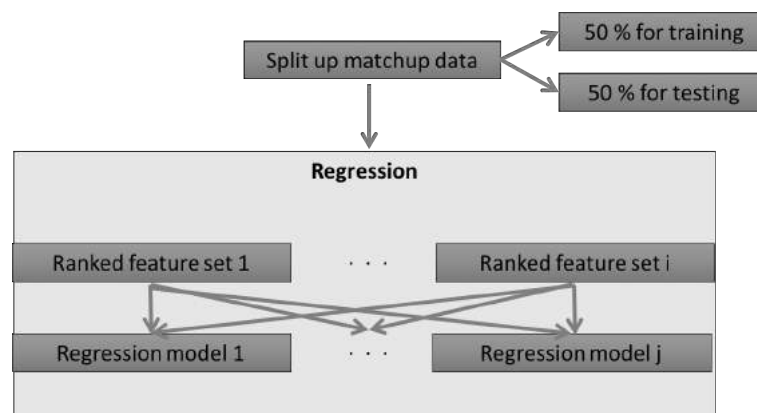 50 % for training
Split up matchup data
50 % for testing
Regression
Ranked feature set 1 . . . Ranked feature set i
Regression model 1 . . . Regression model j